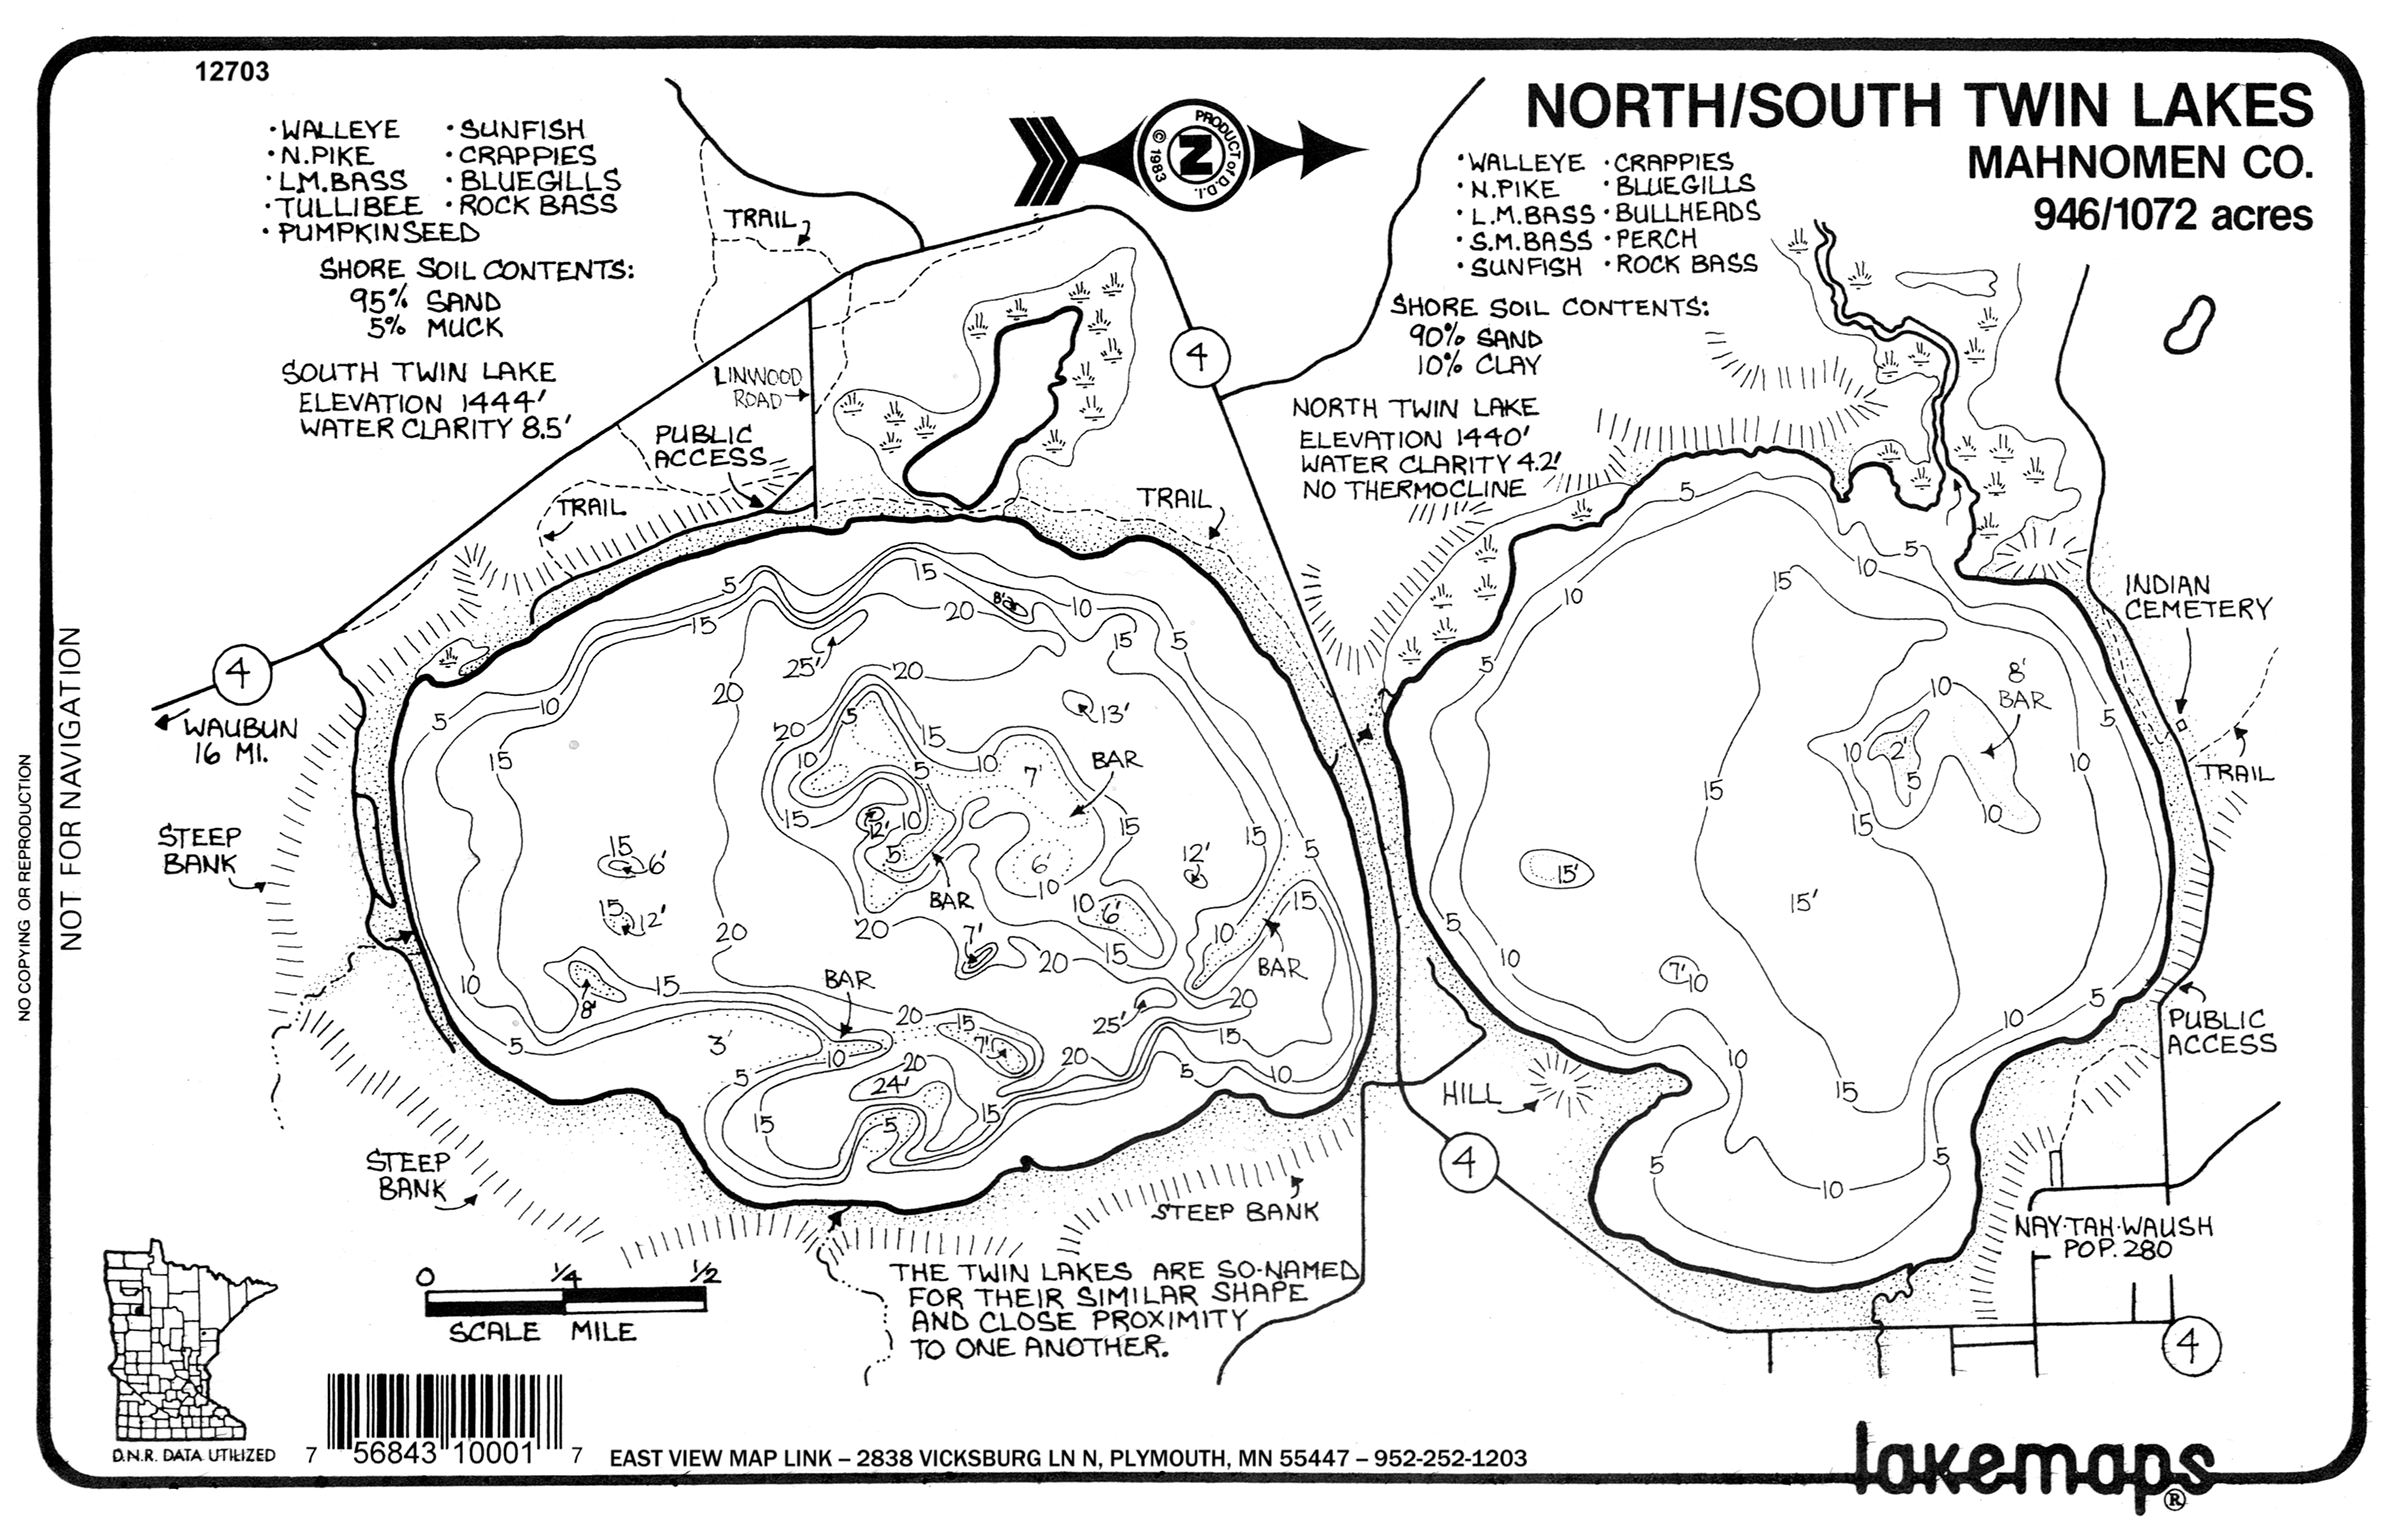 12703
NORTH/SOUTH TWIN LAKES
MAHNOMEN CO.
946/1072 acres
•WALLEYE •SUNFISH
•N.PIKE •CRAPPIES
•L.M.BASS •BLUEGILLS
•TULLIBEE •ROCK BASS
•PUMPKINSEED
SHORE SOIL CONTENTS:
95% SAND
5% MUCK
SOUTH TWIN LAKE
ELEVATION 1444'
WATER CLARITY 8.5'
PRODUCT of D.D.I.
© 1983
N
•WALLEYE •CRAPPIES
•N.PIKE •BLUEGILLS
•L.M.BASS •BULLHEADS
•S.M.BASS •PERCH
•SUNFISH •ROCK BASS
SHORE SOIL CONTENTS:
90% SAND
10% CLAY
NORTH TWIN LAKE
ELEVATION 1440'
WATER CLARITY 4.2'
NO THERMOCLINE
TRAIL
LINWOOD
ROAD
PUBLIC
ACCESS
TRAIL
TRAIL
4
4
WAUBUN
16 MI.
STEEP
BANK
STEEP
BANK
STEEP BANK
5
15
8'
20
10
5
15
15
25'
20
20
5
10
15
13'
20
5
15
10
10
5
7'
BAR
15
12'
10
15
5
6'
BAR
10
12'
15
5
15
6'
15
12'
20
20
10
6'
15
7'
20
10
15
BAR
8'
15
10
BAR
20
15
7'
25'
20
15
5
3'
10
5
20
24'
20
5
10
15
5
15
5
10
5
15
10
5
INDIAN
CEMETERY
8'
BAR
10
5
10
2'
5
10
15
10
TRAIL
15
15'
15'
5
10
7'
10
10
5
10
15
5
5
10
PUBLIC
ACCESS
HILL
4
NAY-TAH-WAUSH
POP. 280
4
0 1/4 1/2
SCALE MILE
THE TWIN LAKES ARE SO-NAMED
FOR THEIR SIMILAR SHAPE
AND CLOSE PROXIMITY
TO ONE ANOTHER.
D.N.R. DATA UTILIZED
7 56843 10001 7
EAST VIEW MAP LINK – 2838 VICKSBURG LN N, PLYMOUTH, MN 55447 – 952-252-1203
lakemaps®
NOT FOR NAVIGATION
NO COPYING OR REPRODUCTION